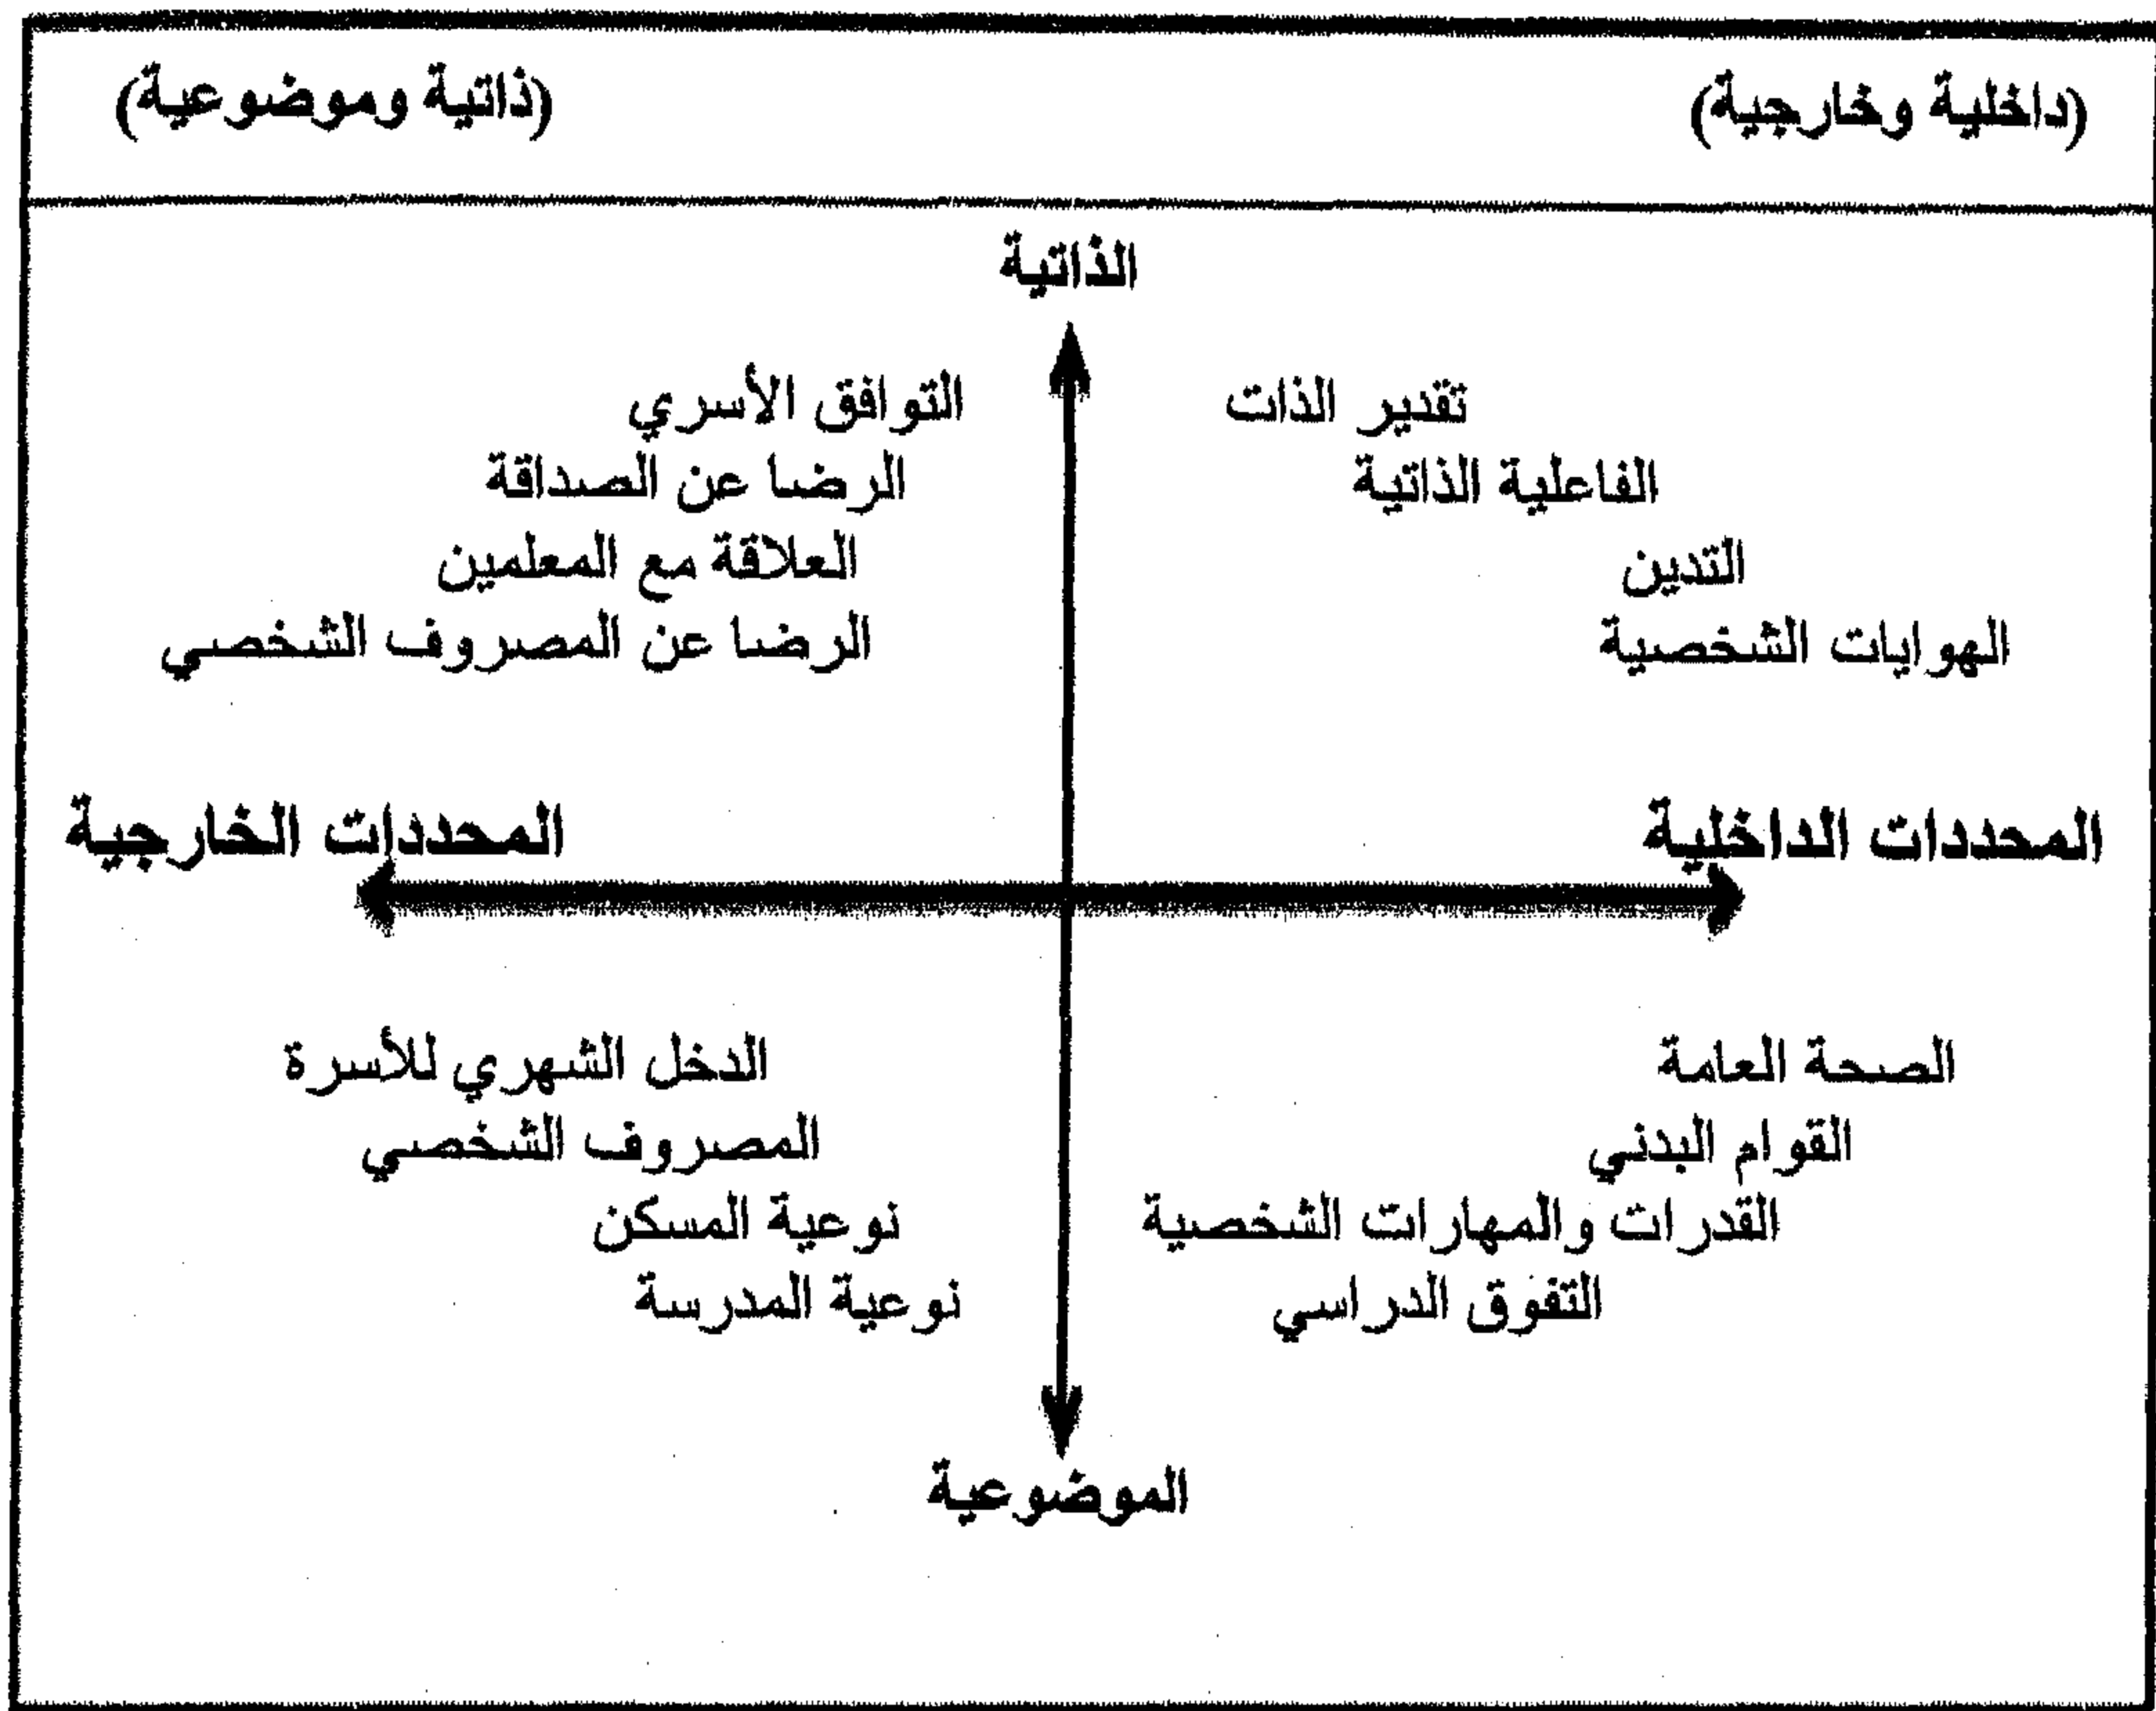 (داخلية وخارجية)
(ذاتية وموضوعية)
الذاتية
تقدير الذات
الفاعلية الذاتية
التدين
الهوايات الشخصية
التوافق الأسري
الرضا عن الصداقة
العلاقة مع المعلمين
الرضا عن المصروف الشخصي
المحددات الداخلية
المحددات الخارجية
الصحة العامة
القوام البدني
القدرات والمهارات الشخصية
التفوق الدراسي
الدخل الشهري للأسرة
المصروف الشخصي
نوعية المسكن
نوعية المدرسة
الموضوعية